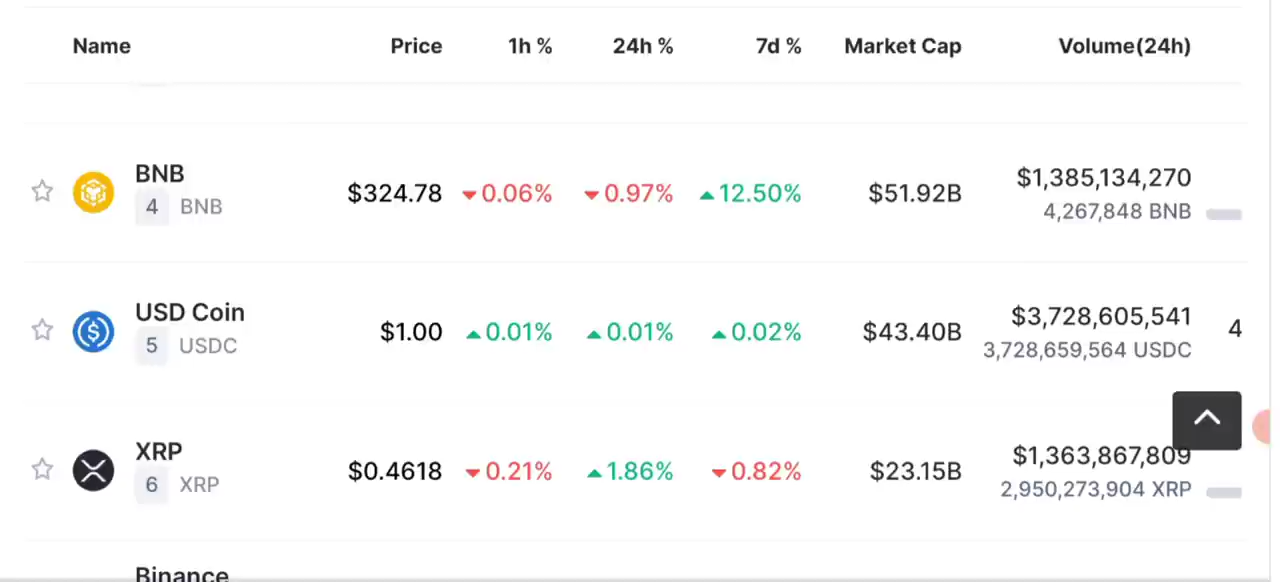 Name Price 1h % 24h % 7d % Market Cap Volume(24h)
BNB
4 BNB
$324.78 0.06% 0.97% 12.50% $51.92B $1,385,134,270
4,267,848 BNB
USD Coin
5 USDC
$1.00 0.01% 0.01% 0.02% $43.40B $3,728,605,541
3,728,659,564 USDC
4
XRP
6 XRP
$0.4618 0.21% 1.86% 0.82% $23.15B $1,363,867,809
2,950,273,904 XRP
Binance